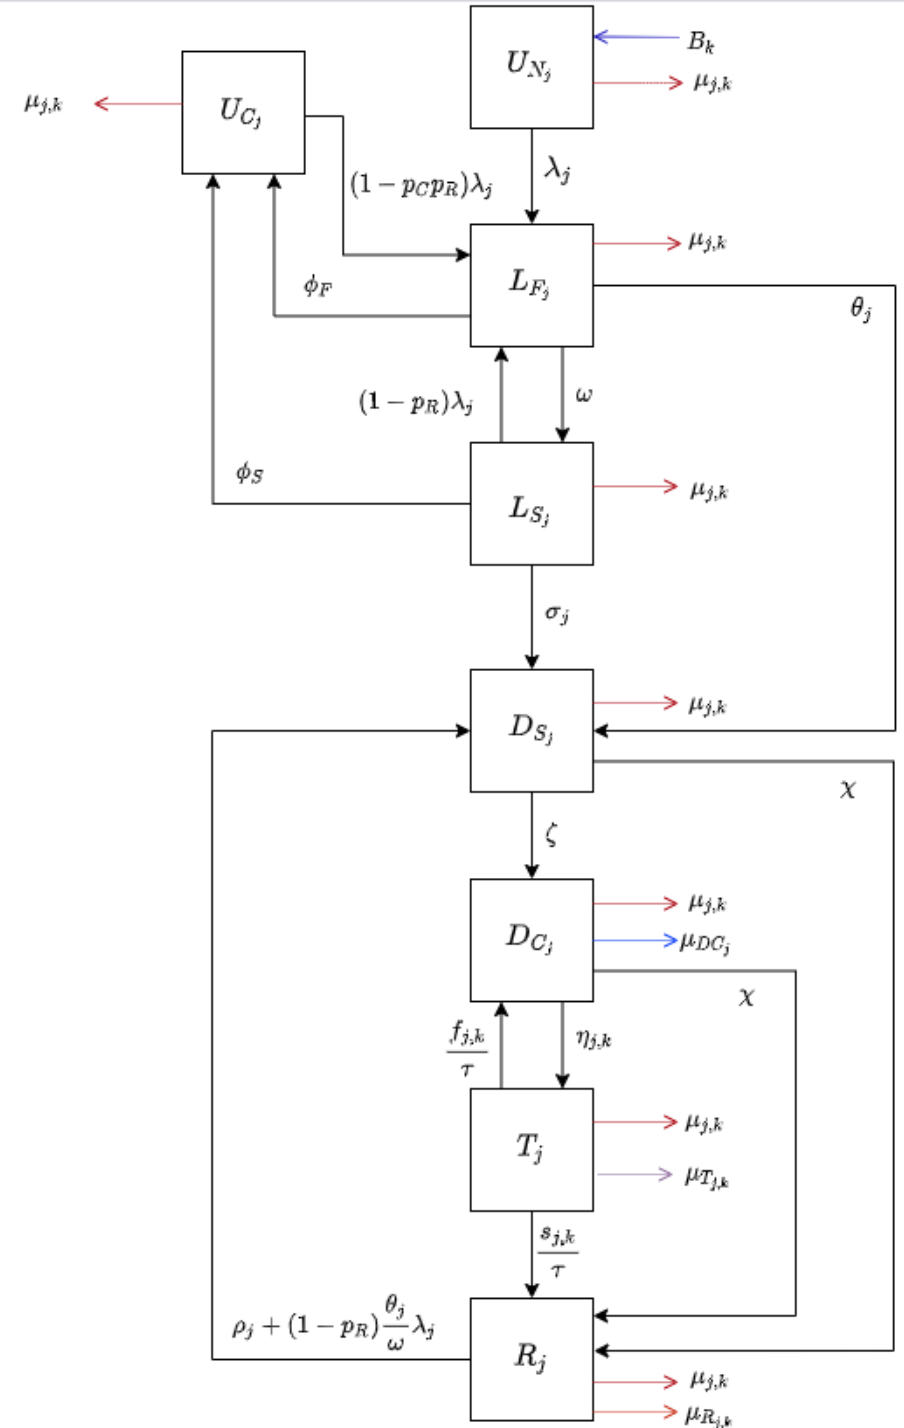 U_{N_j}
B_k
μ_{j,k}
μ_{j,k}
U_{C_j}
λ_j
(1 − p_C p_R)λ_j
L_{F_j}
μ_{j,k}
ϕ_F
θ_j
(1 − p_R)λ_j
ω
ϕ_S
L_{S_j}
μ_{j,k}
σ_j
D_{S_j}
μ_{j,k}
χ
ζ
D_{C_j}
μ_{j,k}
μ_{DC_j}
χ
f_{j,k}/τ
η_{j,k}
T_j
μ_{j,k}
μ_{T_{j,k}}
s_{j,k}/τ
ρ_j + (1 − p_R) θ_j/ω λ_j
R_j
μ_{j,k}
μ_{R_{j,k}}